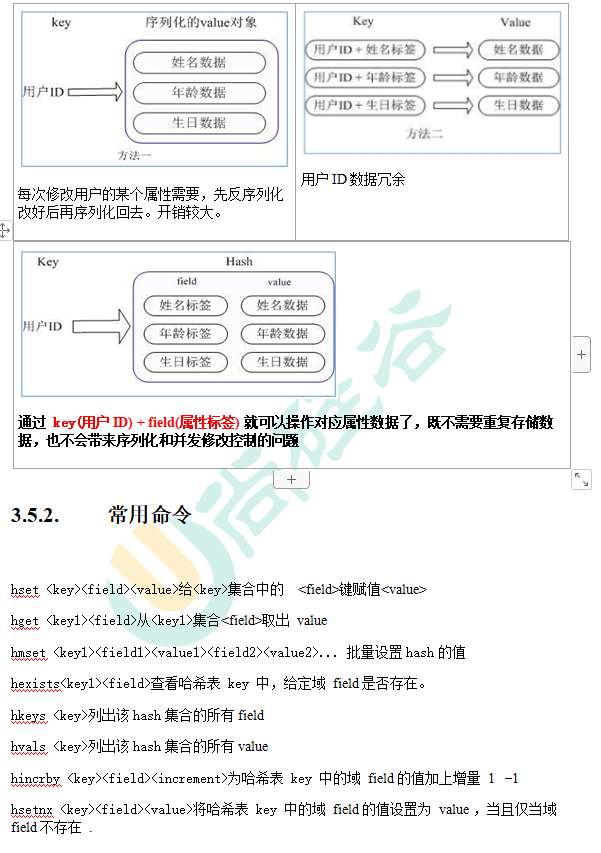 key 序列化的value对象
姓名数据
用户ID 年龄数据
生日数据
方法一
每次修改用户的某个属性需要，先反序列化
改好后再序列化回去。开销较大。
Key Value
用户ID + 姓名标签 姓名数据
用户ID + 年龄标签 年龄数据
用户ID + 生日标签 生日数据
方法二
用户 ID 数据冗余
Key Hash
field value
姓名标签 姓名数据
用户ID 年龄标签 年龄数据
生日标签 生日数据
通过 key(用户 ID) + field(属性标签) 就可以操作对应属性数据了，既不需要重复存储数
据，也不会带来序列化和并发修改控制的问题
尚硅谷
3.5.2. 常用命令
hset <key><field><value>给<key>集合中的 <field>键赋值<value>
hget <key1><field>从<key1>集合<field>取出 value
hmset <key1><field1><value1><field2><value2>... 批量设置 hash 的值
hexists<key1><field>查看哈希表 key 中，给定域 field 是否存在。
hkeys <key>列出该 hash 集合的所有 field
hvals <key>列出该 hash 集合的所有 value
hincrby <key><field><increment>为哈希表 key 中的域 field 的值加上增量 1 -1
hsetnx <key><field><value>将哈希表 key 中的域 field 的值设置为 value ，当且仅当域
field 不存在 .